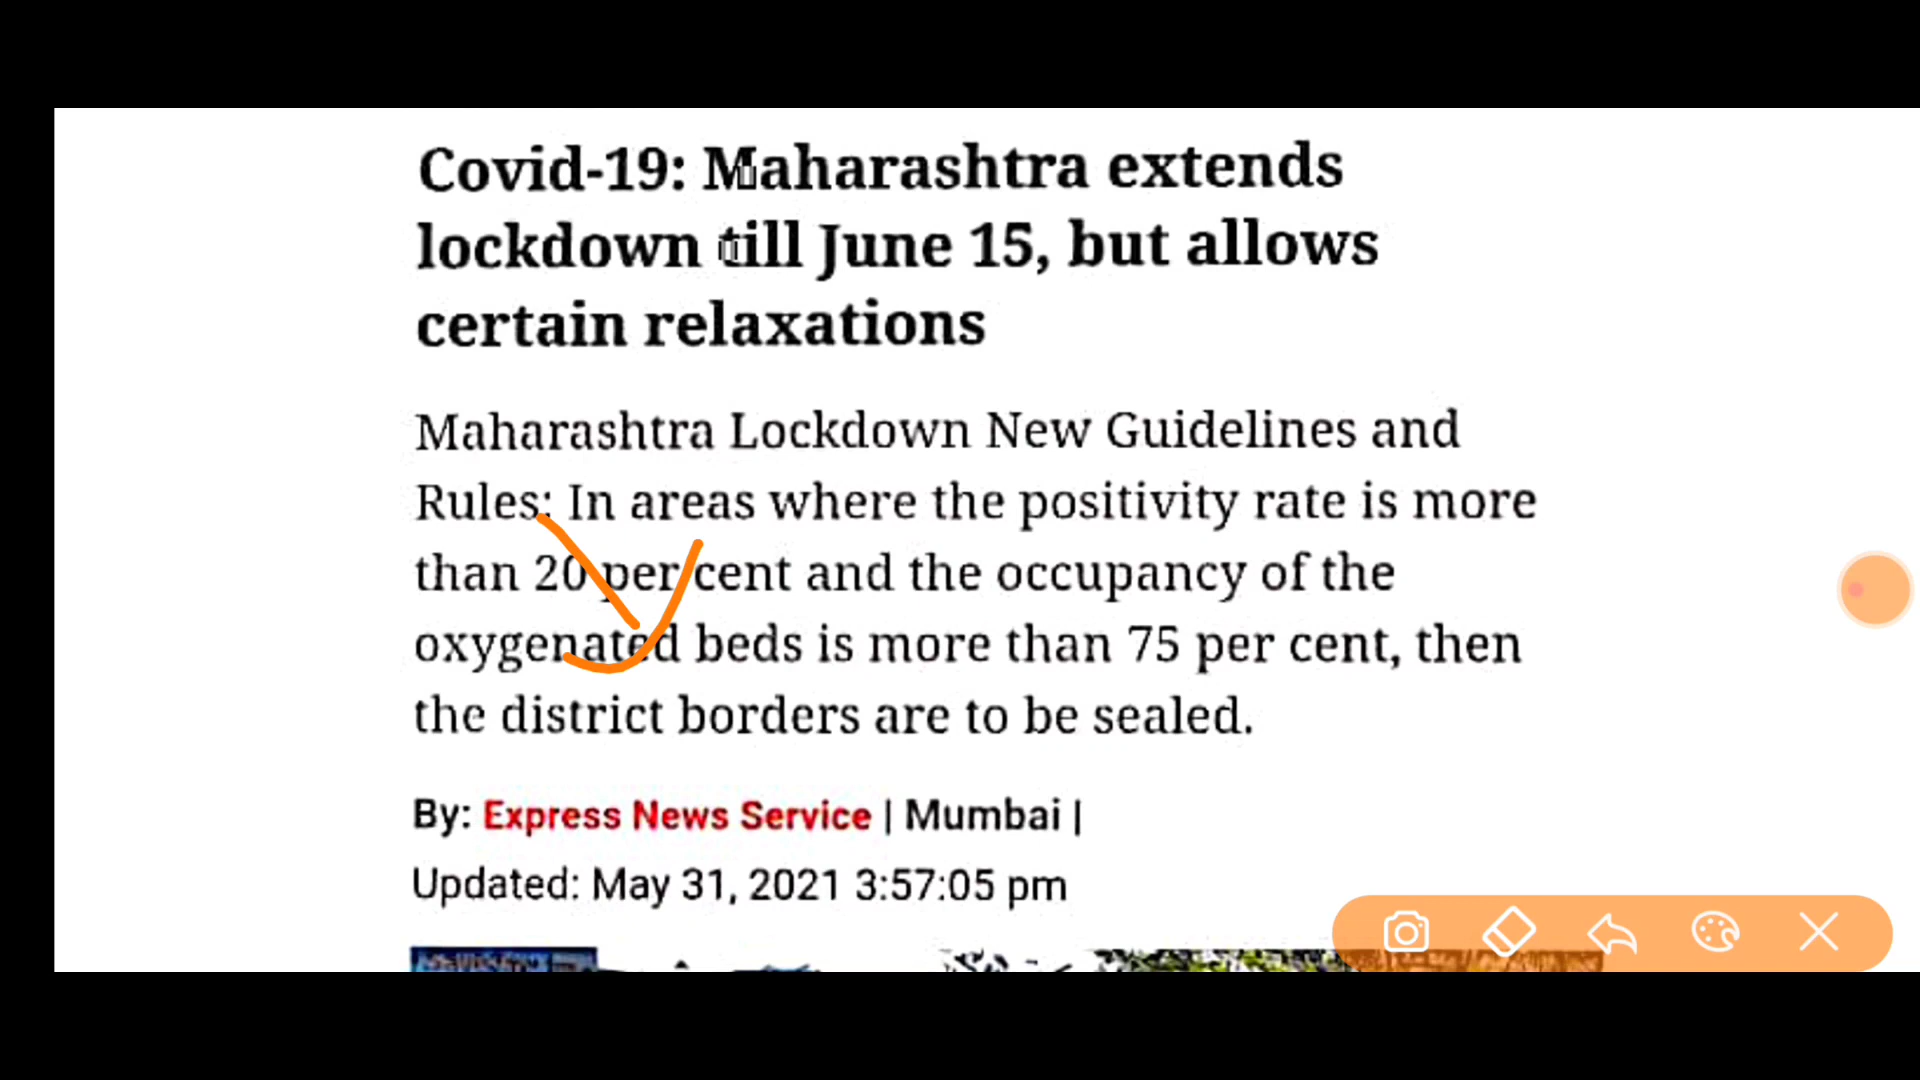 Covid-19: Maharashtra extends
lockdown till June 15, but allows
certain relaxations
Maharashtra Lockdown New Guidelines and
Rules: In areas where the positivity rate is more
than 20 per cent and the occupancy of the
oxygenated beds is more than 75 per cent, then
the district borders are to be sealed.
By: Express News Service | Mumbai |
Updated: May 31, 2021 3:57:05 pm